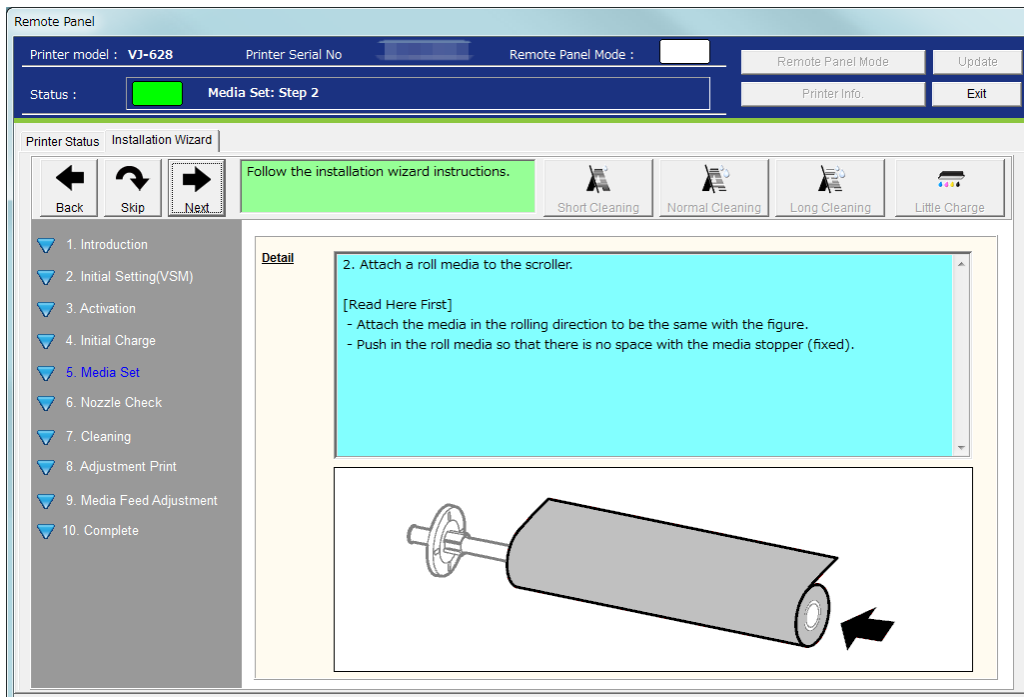 Remote Panel
Printer model : VJ-628 Printer Serial No Remote Panel Mode :
Remote Panel Mode Update
Status : Media Set: Step 2
Printer Info. Exit
Printer Status Installation Wizard
Back Skip Next
Follow the installation wizard instructions.
Short Cleaning Normal Cleaning Long Cleaning Little Charge
1. Introduction
2. Initial Setting(VSM)
3. Activation
4. Initial Charge
5. Media Set
6. Nozzle Check
7. Cleaning
8. Adjustment Print
9. Media Feed Adjustment
10. Complete
Detail
2. Attach a roll media to the scroller.
[Read Here First]
- Attach the media in the rolling direction to be the same with the figure.
- Push in the roll media so that there is no space with the media stopper (fixed).